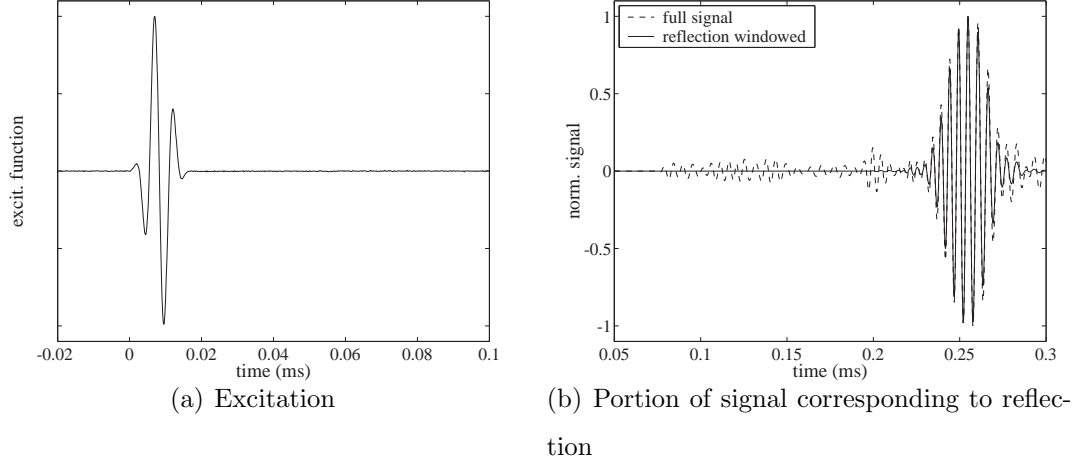 excit. function
-0.02
0
0.02
0.04
0.06
0.08
0.1
time (ms)
(a) Excitation
full signal
reflection windowed
norm. signal
1
0.5
0
-0.5
-1
0.05
0.1
0.15
0.2
0.25
0.3
time (ms)
(b) Portion of signal corresponding to reflec-
tion